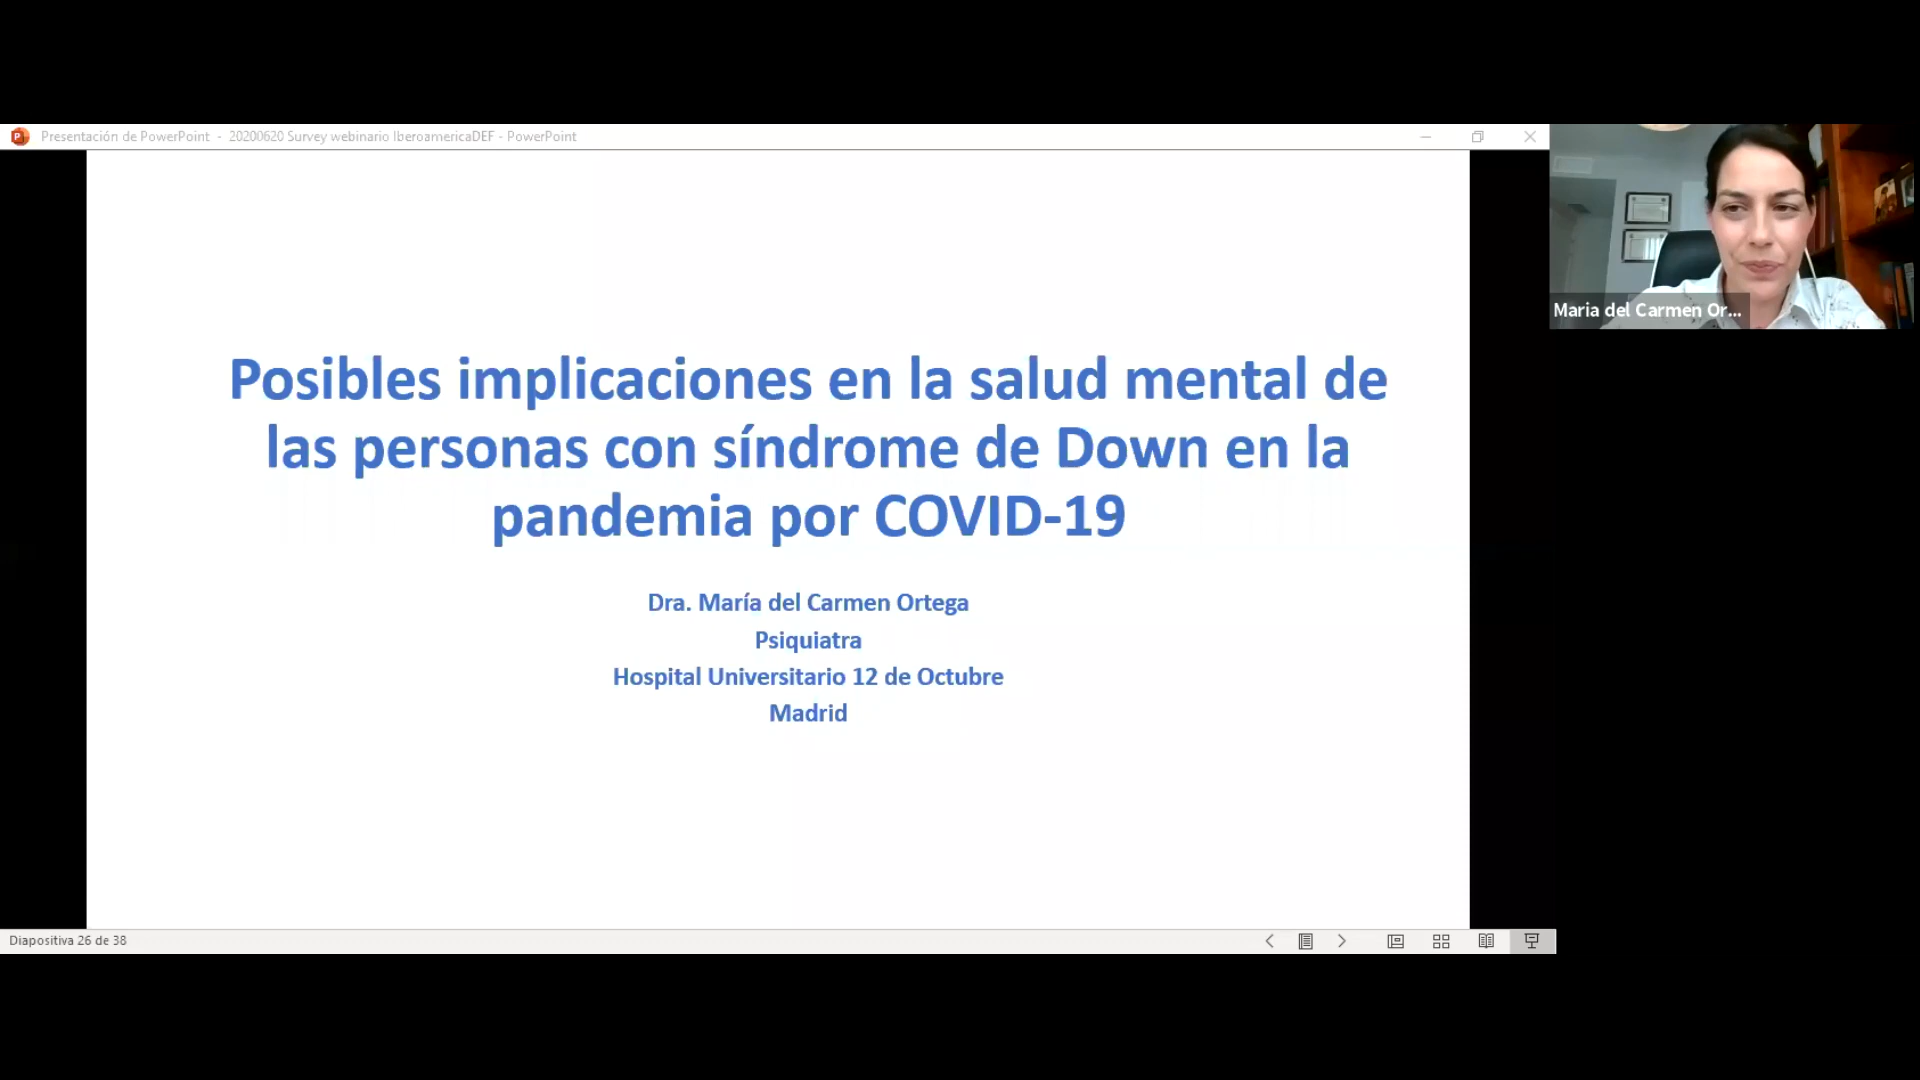 Presentación de PowerPoint - 20200620 Survey webinario IberoamericaDEF - PowerPoint
Maria del Carmen Or...
Posibles implicaciones en la salud mental de
las personas con síndrome de Down en la
pandemia por COVID-19
Dra. María del Carmen Ortega
Psiquiatra
Hospital Universitario 12 de Octubre
Madrid
Diapositiva 26 de 38